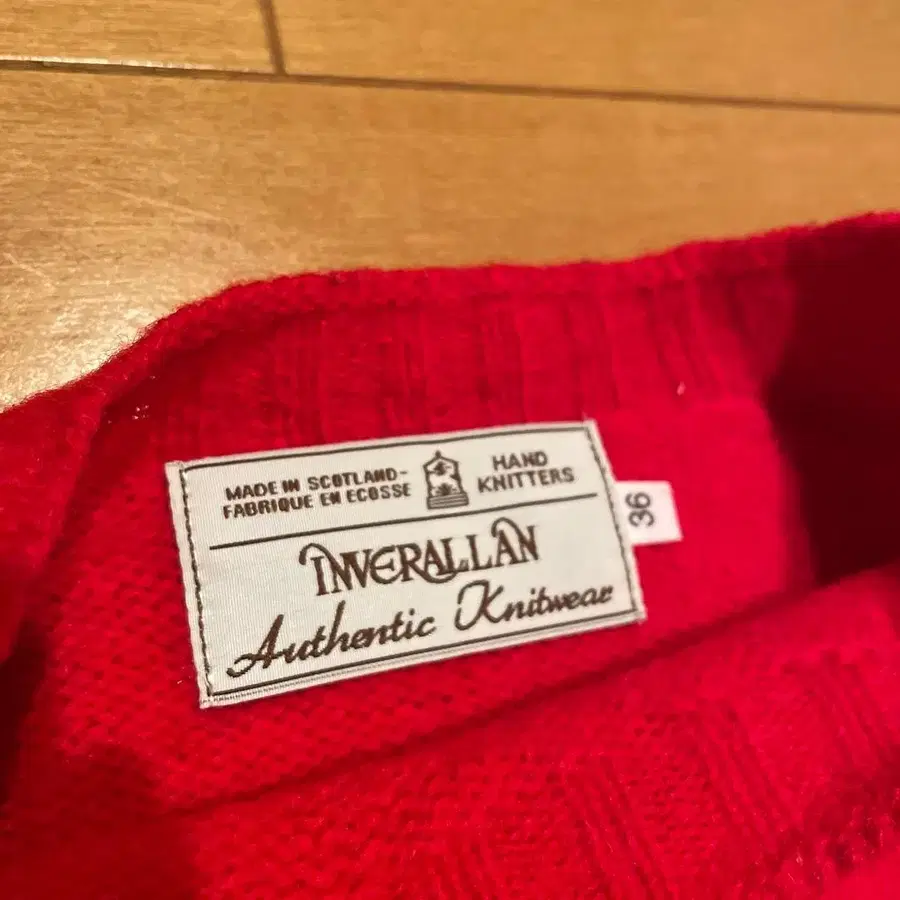 MADE IN SCOTLAND-
FABRIQUE EN ECOSSE
HAND
KNITTERS
INVERALLAN
Authentic Knitwear
36